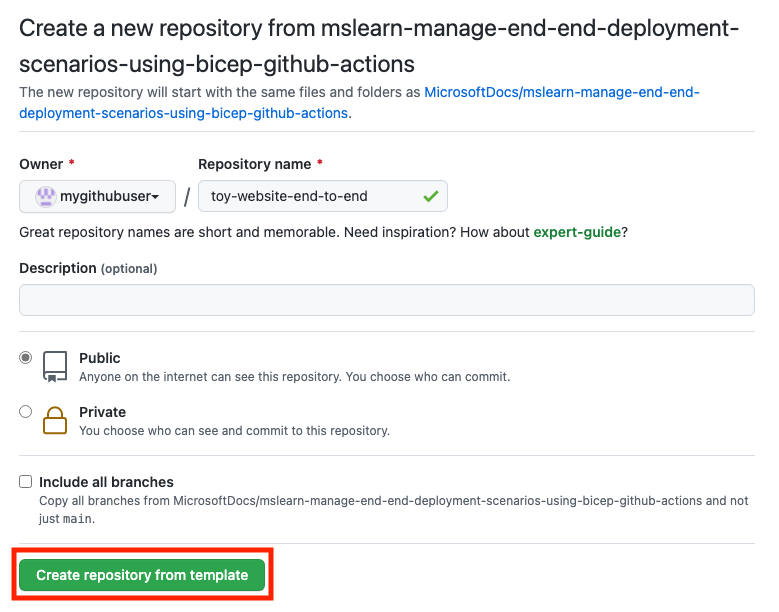 Create a new repository from mslearn-manage-end-end-deployment-
scenarios-using-bicep-github-actions
The new repository will start with the same files and folders as MicrosoftDocs/mslearn-manage-end-end-
deployment-scenarios-using-bicep-github-actions.
Owner * Repository name *
mygithubuser / toy-website-end-to-end
Great repository names are short and memorable. Need inspiration? How about expert-guide?
Description (optional)
Public
Anyone on the internet can see this repository. You choose who can commit.
Private
You choose who can see and commit to this repository.
Include all branches
Copy all branches from MicrosoftDocs/mslearn-manage-end-end-deployment-scenarios-using-bicep-github-actions and not
just main.
Create repository from template